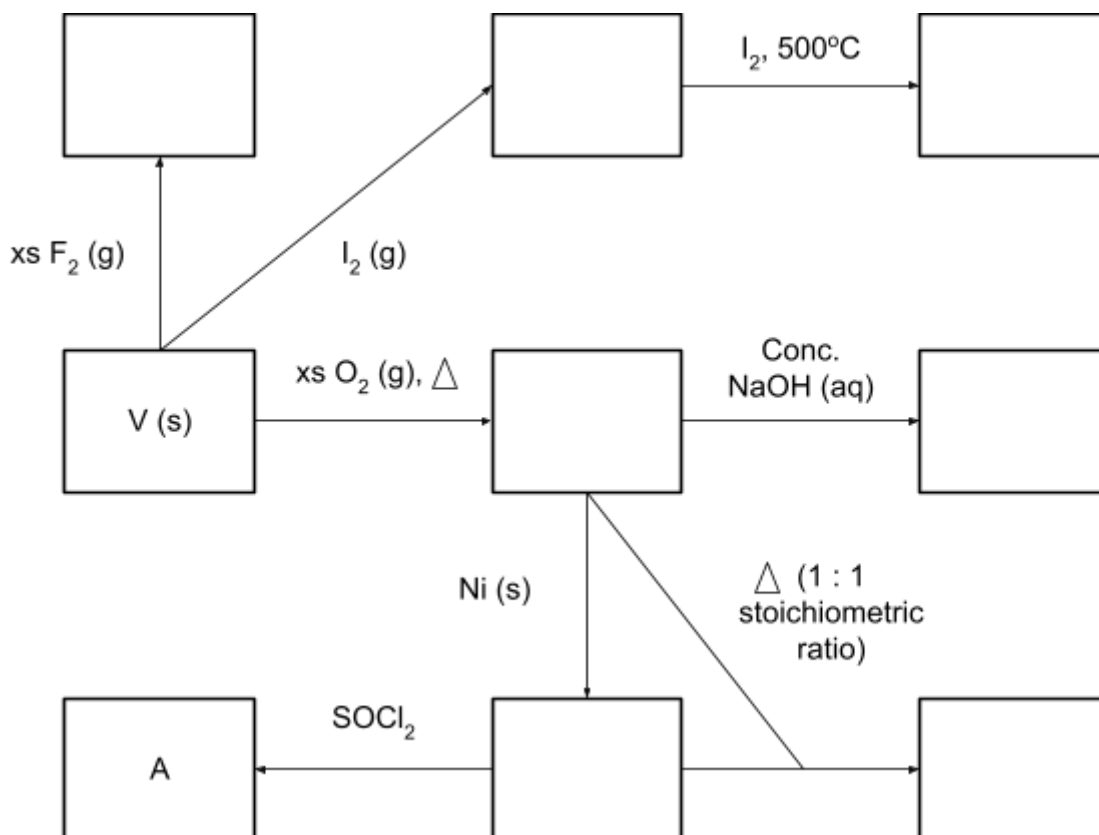 I₂, 500ºC
xs F₂ (g)
I₂ (g)
V (s)
xs O₂ (g), △
Conc.
NaOH (aq)
Ni (s)
△ (1 : 1
stoichiometric
ratio)
A
SOCl₂